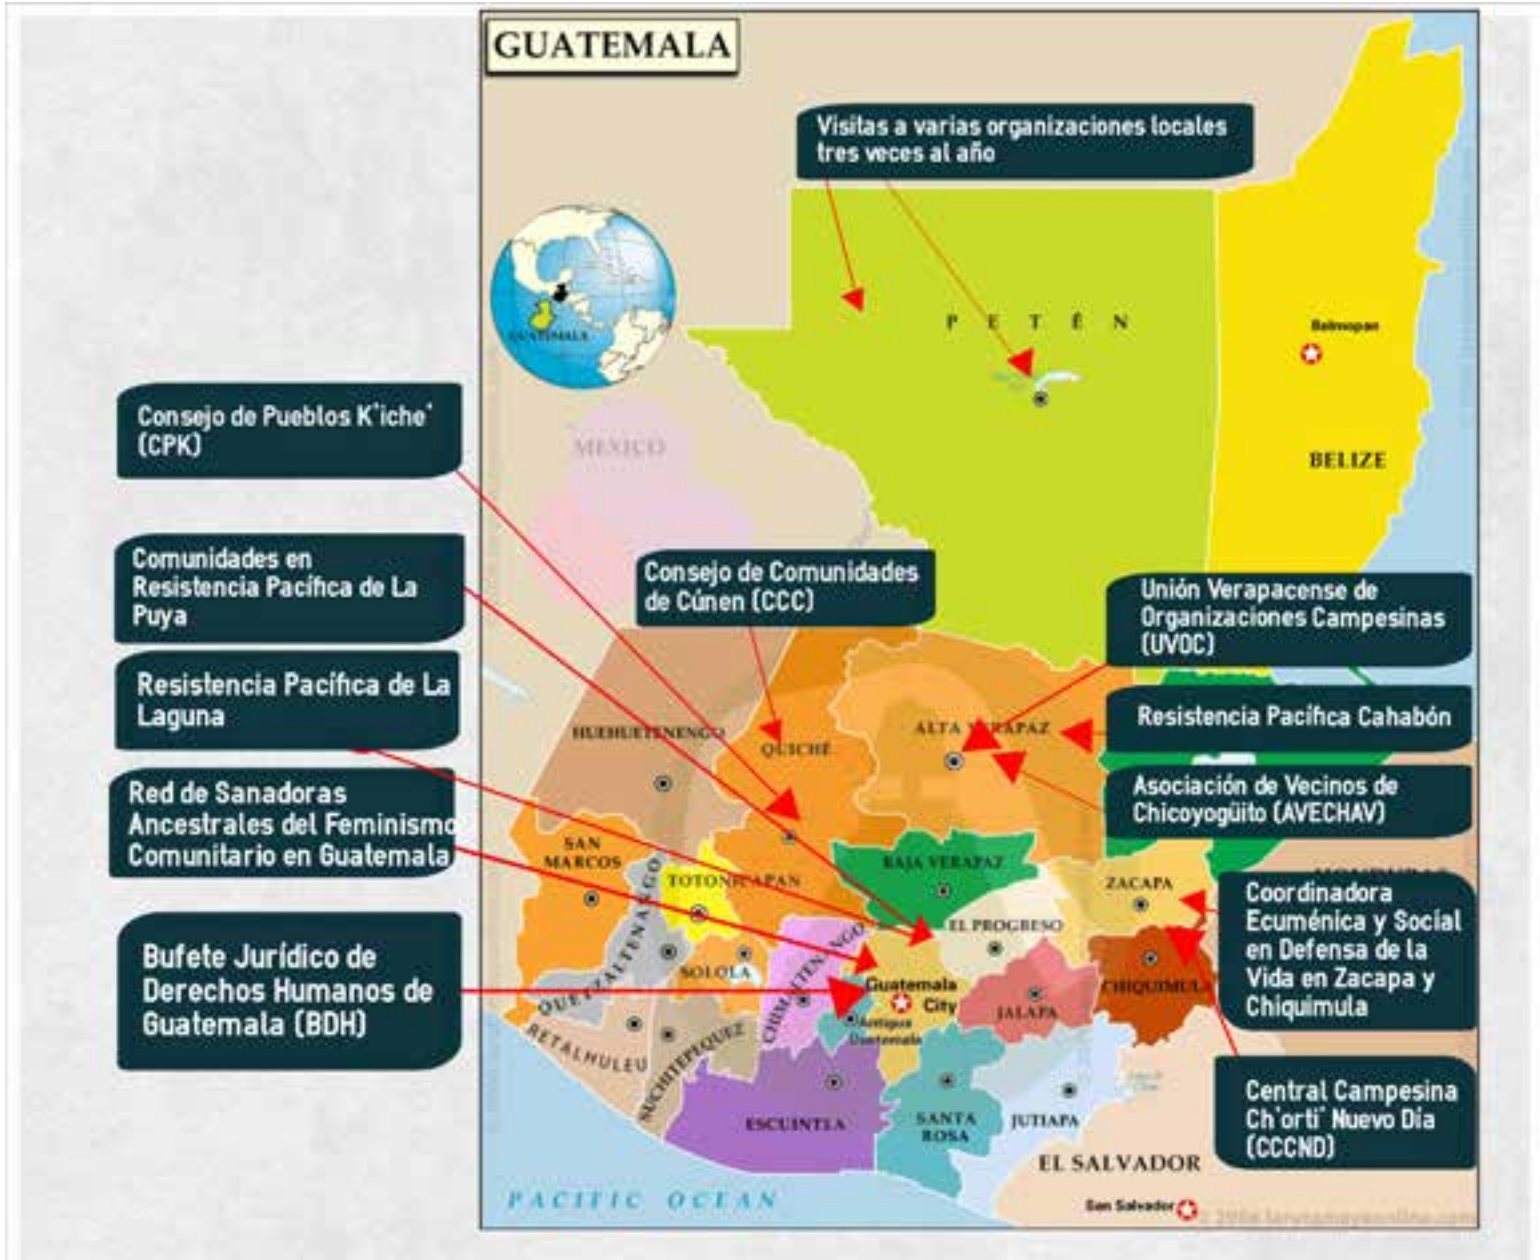 GUATEMALA
Visitas a varias organizaciones locales
tres veces al año
GUATEMALA
PETÉN
Belmopan
BELIZE
MEXICO
Consejo de Pueblos K'iche'
(CPK)
Comunidades en
Resistencia Pacífica de La
Puya
Resistencia Pacífica de La
Laguna
Red de Sanadoras
Ancestrales del Feminismo
Comunitario en Guatemala
Bufete Jurídico de
Derechos Humanos de
Guatemala (BDH)
Consejo de Comunidades
de Cúnen (CCC)
Unión Verapacense de
Organizaciones Campesinas
(UVOC)
Resistencia Pacífica Cahabón
Asociación de Vecinos de
Chicoyogüito (AVECHAV)
Coordinadora
Ecuménica y Social
en Defensa de la
Vida en Zacapa y
Chiquimula
Central Campesina
Ch'orti' Nuevo Día
(CCCND)
HUEHUETENENGO
QUICHÉ
ALTA VERAPAZ
SAN
MARCOS
TOTONICAPAN
BAJA VERAPAZ
ZACAPA
EL PROGRESO
QUETZALTENANGO
SOLOLA
CHIMALTENANGO
Guatemala
City
Antigua
Guatemala
JALAPA
CHIQUIMULA
RETALHULEU
SUCHITEPEQUEZ
ESCUINTLA
SANTA
ROSA
JUTIAPA
EL SALVADOR
San Salvador
PACIFIC OCEAN